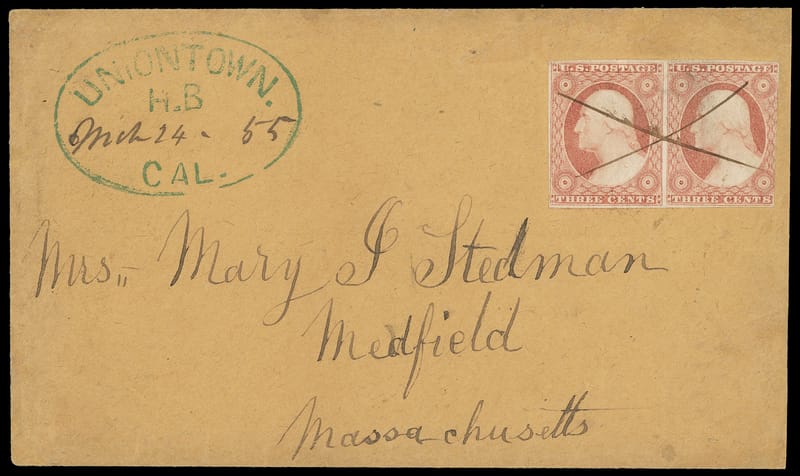 UNIONTOWN.
H.B
Mch 24 - 55
CAL.
U.S. POSTAGE
THREE CENTS
U.S. POSTAGE
THREE CENTS
Mrs,, Mary I Stedman
Medfield
Massachusetts